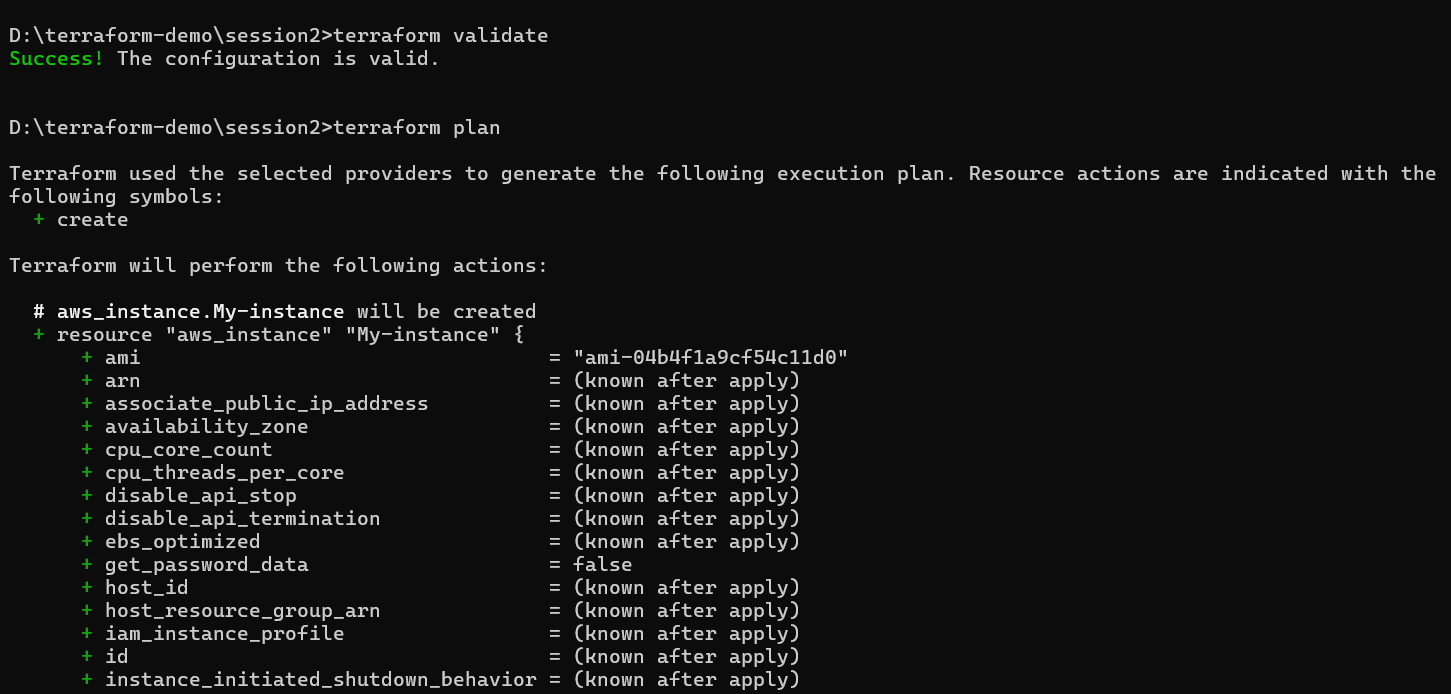 D:\terraform-demo\session2>terraform validate
Success! The configuration is valid.
D:\terraform-demo\session2>terraform plan
Terraform used the selected providers to generate the following execution plan. Resource actions are indicated with the
following symbols:
  + create
Terraform will perform the following actions:
  # aws_instance.My-instance will be created
  + resource "aws_instance" "My-instance" {
      + ami                                  = "ami-04b4f1a9cf54c11d0"
      + arn                                  = (known after apply)
      + associate_public_ip_address          = (known after apply)
      + availability_zone                    = (known after apply)
      + cpu_core_count                       = (known after apply)
      + cpu_threads_per_core                 = (known after apply)
      + disable_api_stop                     = (known after apply)
      + disable_api_termination              = (known after apply)
      + ebs_optimized                        = (known after apply)
      + get_password_data                    = false
      + host_id                              = (known after apply)
      + host_resource_group_arn              = (known after apply)
      + iam_instance_profile                 = (known after apply)
      + id                                   = (known after apply)
      + instance_initiated_shutdown_behavior = (known after apply)